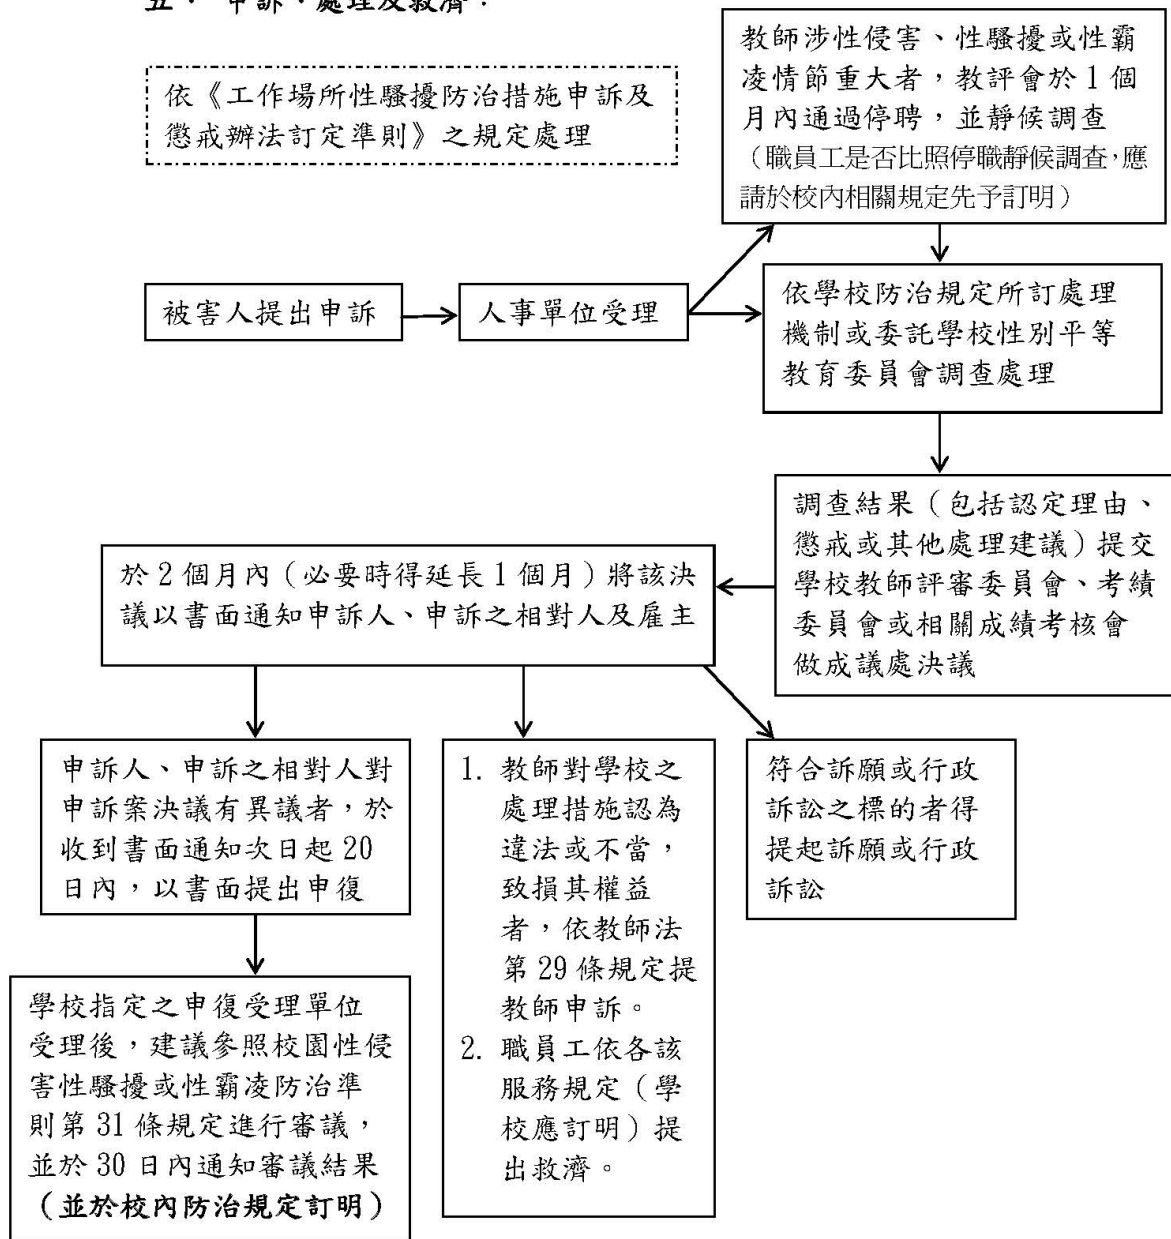 五、 申訴、處理及救濟：
依《工作場所性騷擾防治措施申訴及
懲戒辦法訂定準則》之規定處理
教師涉性侵害、性騷擾或性霸
凌情節重大者，教評會於 1 個
月內通過停聘，並靜候調查
（職員工是否比照停職靜候調查，應
請於校內相關規定先予訂明）
被害人提出申訴
人事單位受理
依學校防治規定所訂處理
機制或委託學校性別平等
教育委員會調查處理
調查結果（包括認定理由、
懲戒或其他處理建議）提交
學校教師評審委員會、考績
委員會或相關成績考核會
做成議處決議
於 2 個月內（必要時得延長 1 個月）將該決
議以書面通知申訴人、申訴之相對人及雇主
申訴人、申訴之相對人對
申訴案決議有異議者，於
收到書面通知次日起 20
日內，以書面提出申復
1. 教師對學校之
處理措施認為
違法或不當，
致損其權益
者，依教師法
第 29 條規定提
教師申訴。
2. 職員工依各該
服務規定（學
校應訂明）提
出救濟。
符合訴願或行政
訴訟之標的者得
提起訴願或行政
訴訟
學校指定之申復受理單位
受理後，建議參照校園性侵
害性騷擾或性霸凌防治準
則第 31 條規定進行審議，
並於 30 日內通知審議結果
（並於校內防治規定訂明）